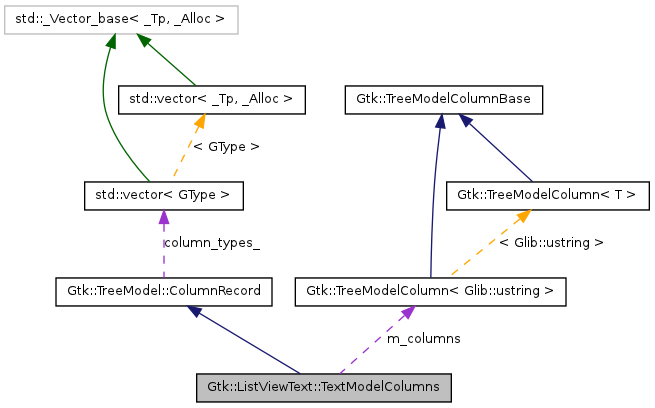 std::_Vector_base< _Tp, _Alloc >
std::vector< _Tp, _Alloc >
Gtk::TreeModelColumnBase
< GType >
std::vector< GType >
Gtk::TreeModelColumn< T >
column_types_
< Glib::ustring >
Gtk::TreeModel::ColumnRecord
Gtk::TreeModelColumn< Glib::ustring >
m_columns
Gtk::ListViewText::TextModelColumns